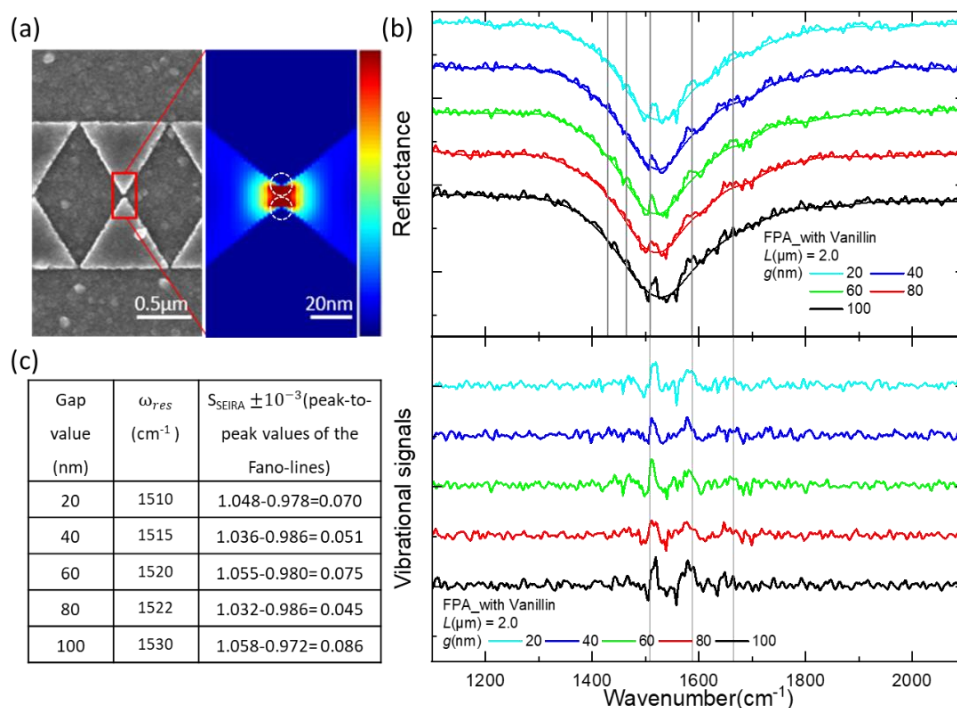 (a)
0.5μm
20nm
(b)
Reflectance
FPA_with Vanillin
L(μm) = 2.0
g(nm) 20 40
60 80
100
Vibrational signals
FPA_with Vanillin
L(μm) = 2.0
g(nm) 20 40 60 80 100
1200 1400 1600 1800 2000
Wavenumber(cm⁻¹)
(c)
Gap
value
(nm)
ω_res
(cm⁻¹)
S_SEIRA ±10⁻³(peak-to-
peak values of the
Fano-lines)
20 1510 1.048-0.978=0.070
40 1515 1.036-0.986=0.051
60 1520 1.055-0.980=0.075
80 1522 1.032-0.986=0.045
100 1530 1.058-0.972=0.086